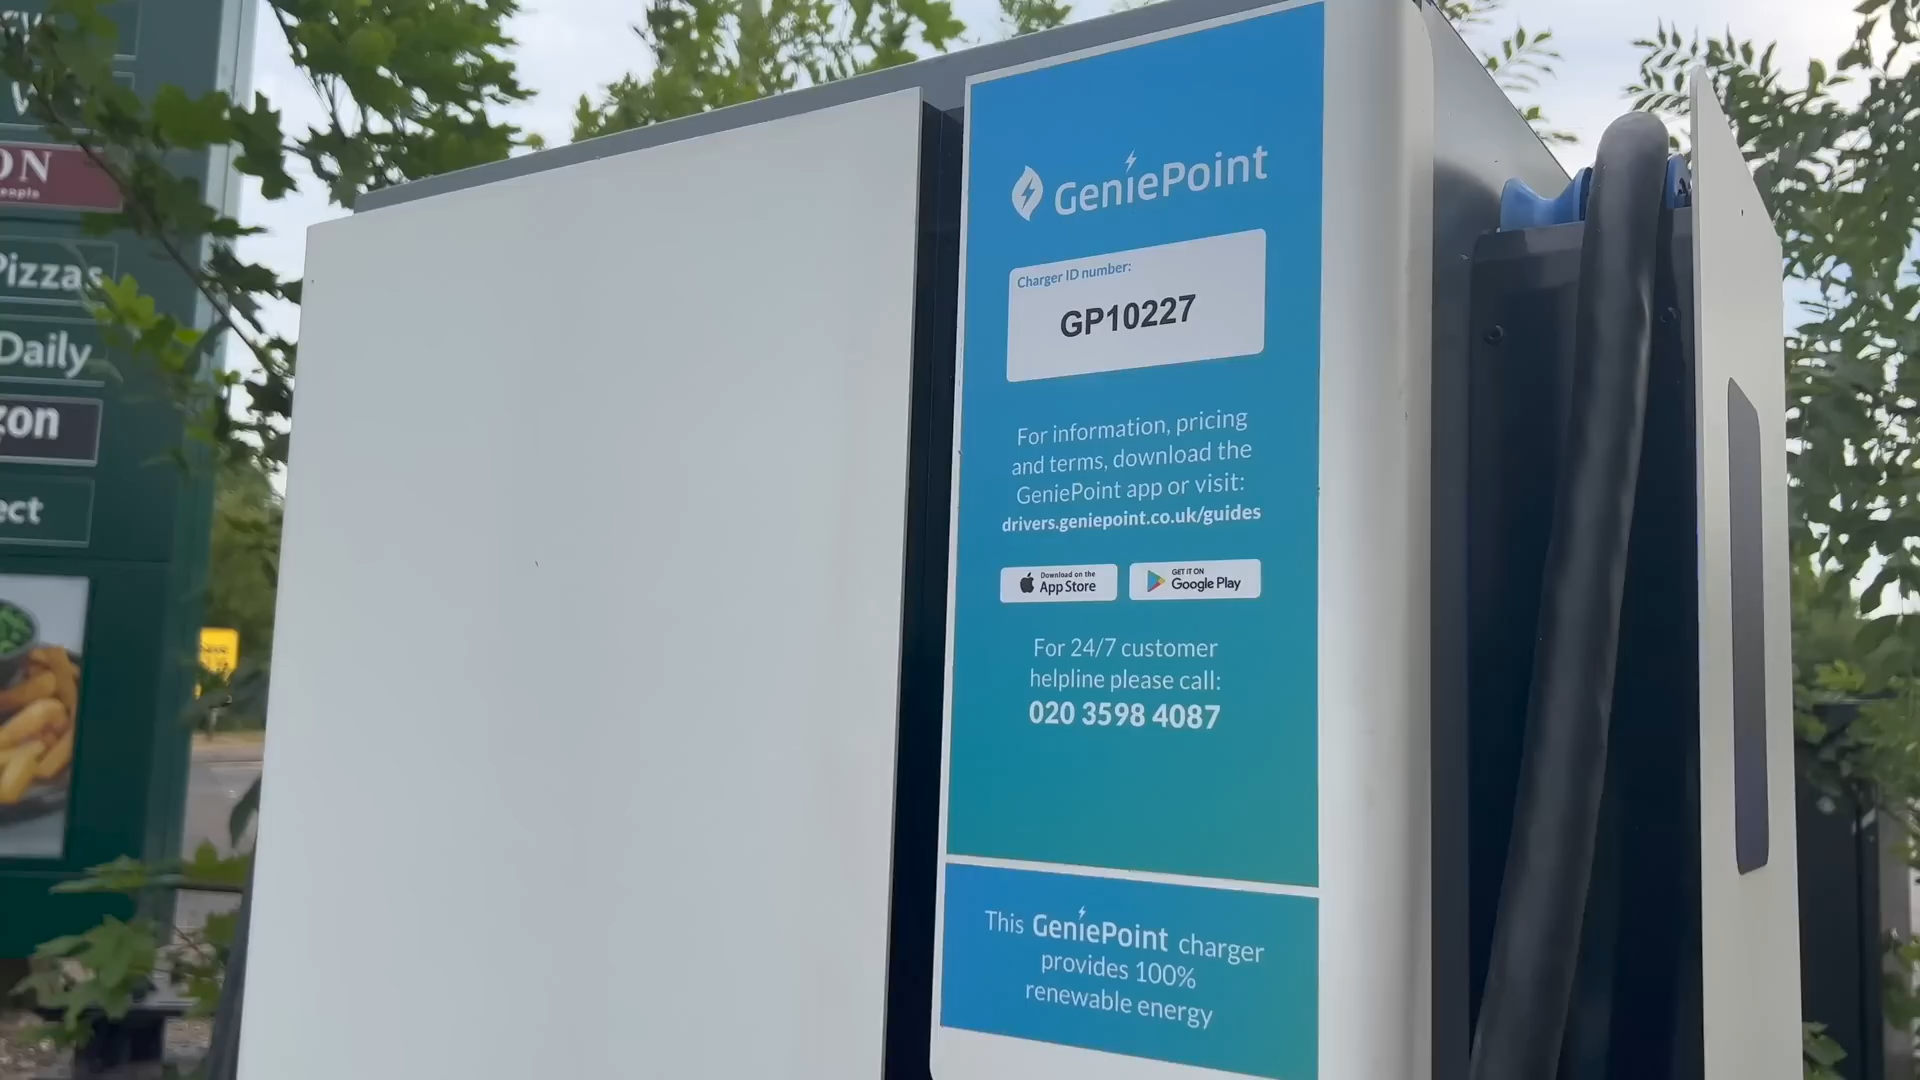 Pizzas
Daily
GeniePoint
Charger ID number:
GP10227
For information, pricing
and terms, download the
GeniePoint app or visit:
drivers.geniepoint.co.uk/guides
Download on the
App Store
GET IT ON
Google Play
For 24/7 customer
helpline please call:
020 3598 4087
This GeniePoint charger
provides 100%
renewable energy